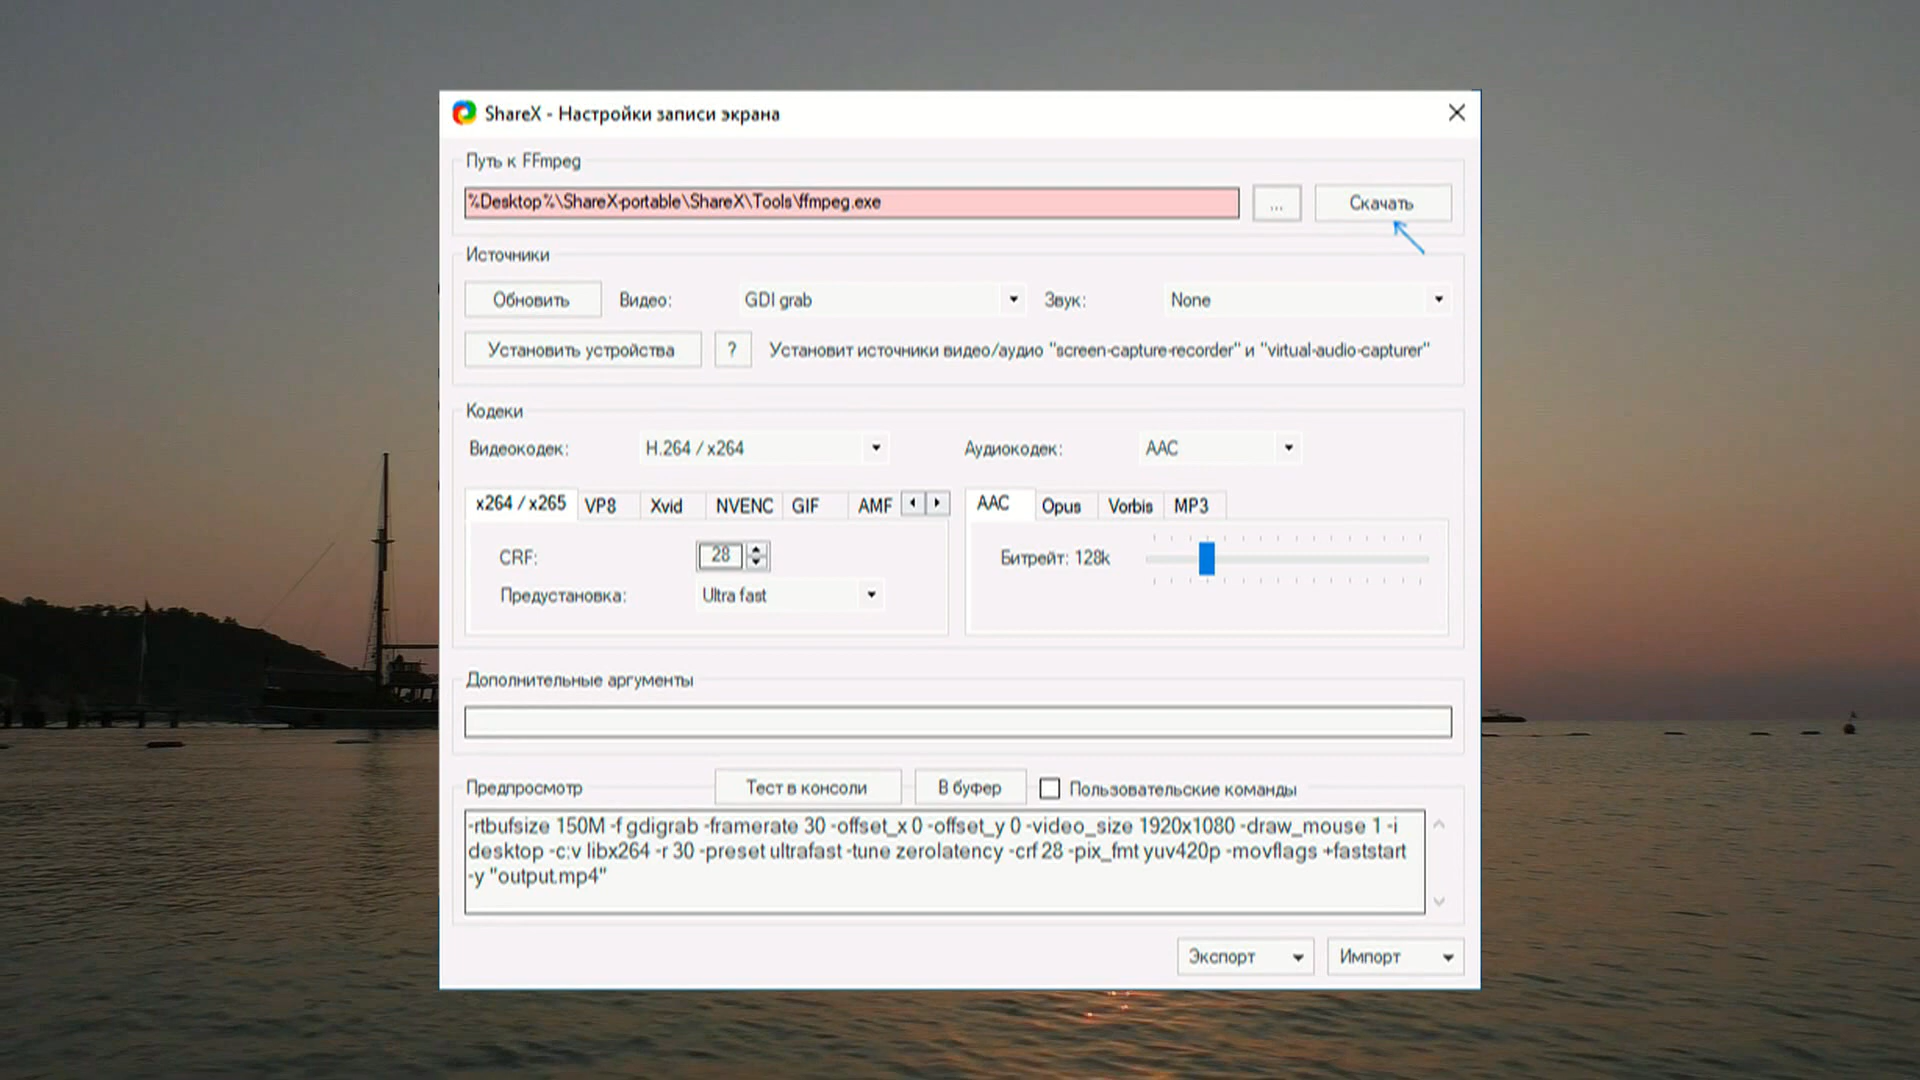 ShareX - Настройки записи экрана
Путь к FFmpeg
%Desktop%\ShareX-portable\ShareX\Tools\ffmpeg.exe ... Скачать
Источники
Обновить Видео: GDI grab Звук: None
Установить устройства ? Установит источники видео/аудио "screen-capture-recorder" и "virtual-audio-capturer"
Кодеки
Видеокодек: H.264 / x264 Аудиокодек: AAC
x264 / x265 VP8 Xvid NVENC GIF AMF AAC Opus Vorbis MP3
CRF: 28 Битрейт: 128k
Предустановка: Ultra fast
Дополнительные аргументы
Предпросмотр Тест в консоли В буфер Пользовательские команды
-rtbufsize 150M -f gdigrab -framerate 30 -offset_x 0 -offset_y 0 -video_size 1920x1080 -draw_mouse 1 -i
desktop -c:v libx264 -r 30 -preset ultrafast -tune zerolatency -crf 28 -pix_fmt yuv420p -movflags +faststart
-y "output.mp4"
Экспорт Импорт